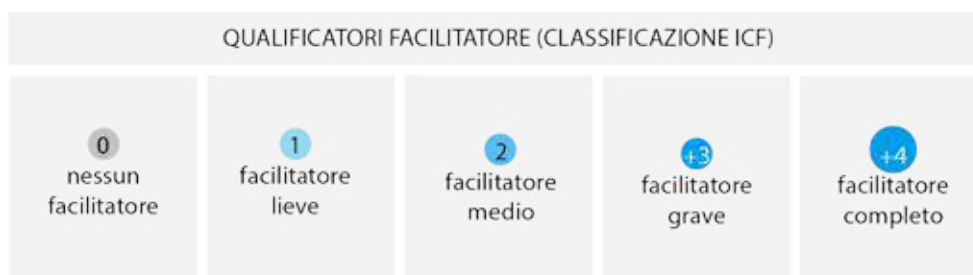 QUALIFICATORI FACILITATORE (CLASSIFICAZIONE ICF)
0
nessun
facilitatore
1
facilitatore
lieve
2
facilitatore
medio
+3
facilitatore
grave
+4
facilitatore
completo